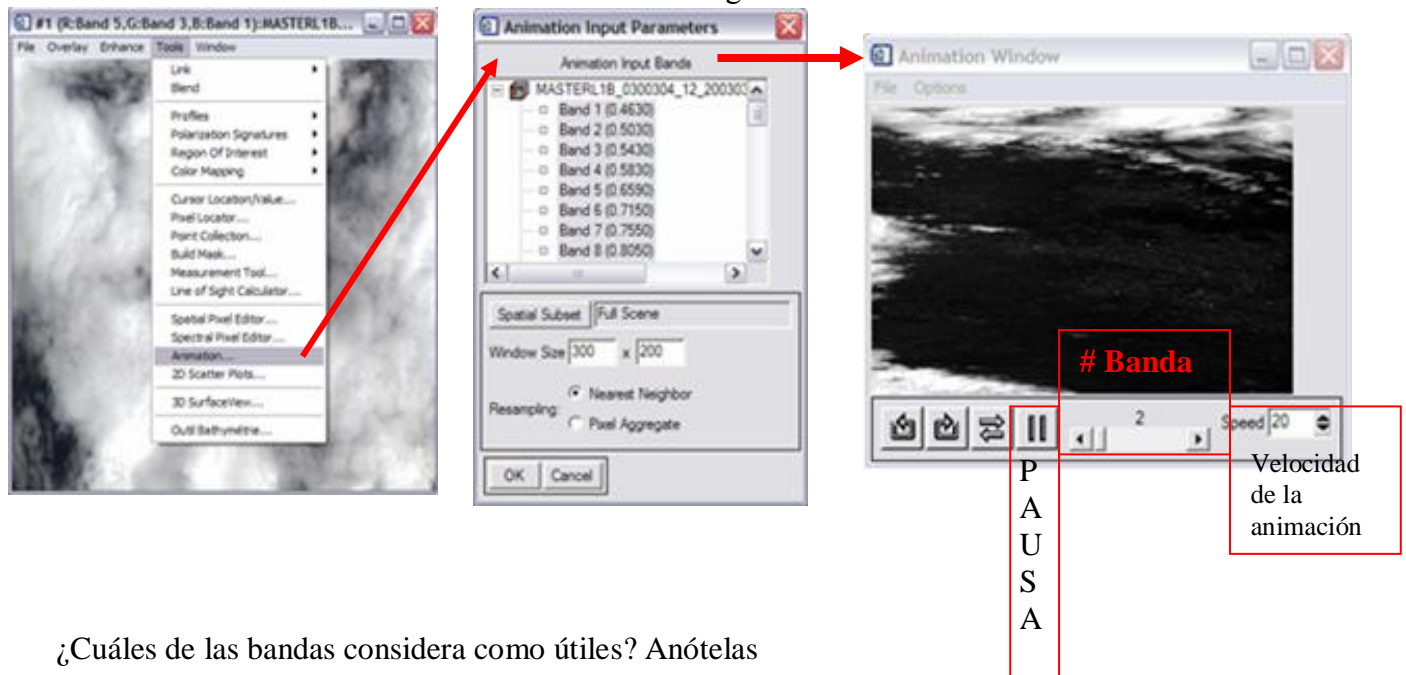 #1 (R:Band 5,G:Band 3,B:Band 1):MASTERL1B...
File Overlay Enhance Tools Window
Link
Blend
Profiles
Polarization Signatures
Region Of Interest
Color Mapping
Cursor Location/Value...
Pixel Locator...
Point Collection...
Build Mask...
Measurement Tool...
Line of Sight Calculator...
Spatial Pixel Editor...
Spectral Pixel Editor...
Animation...
2D Scatter Plots...
3D SurfaceView...
Outil Bathymétrie...
Animation Input Parameters
Animation Input Bands
MASTERL1B_0300304_12_200303
Band 1 (0.4630)
Band 2 (0.5030)
Band 3 (0.5430)
Band 4 (0.5830)
Band 5 (0.6590)
Band 6 (0.7150)
Band 7 (0.7550)
Band 8 (0.8050)
Spatial Subset Full Scene
Window Size 300 x 200
Resampling: Nearest Neighbor
Pixel Aggregate
OK Cancel
Animation Window
File Options
# Banda
2
Speed 20
PAUSA
Velocidad
de la
animación
¿Cuáles de las bandas considera como útiles? Anótelas